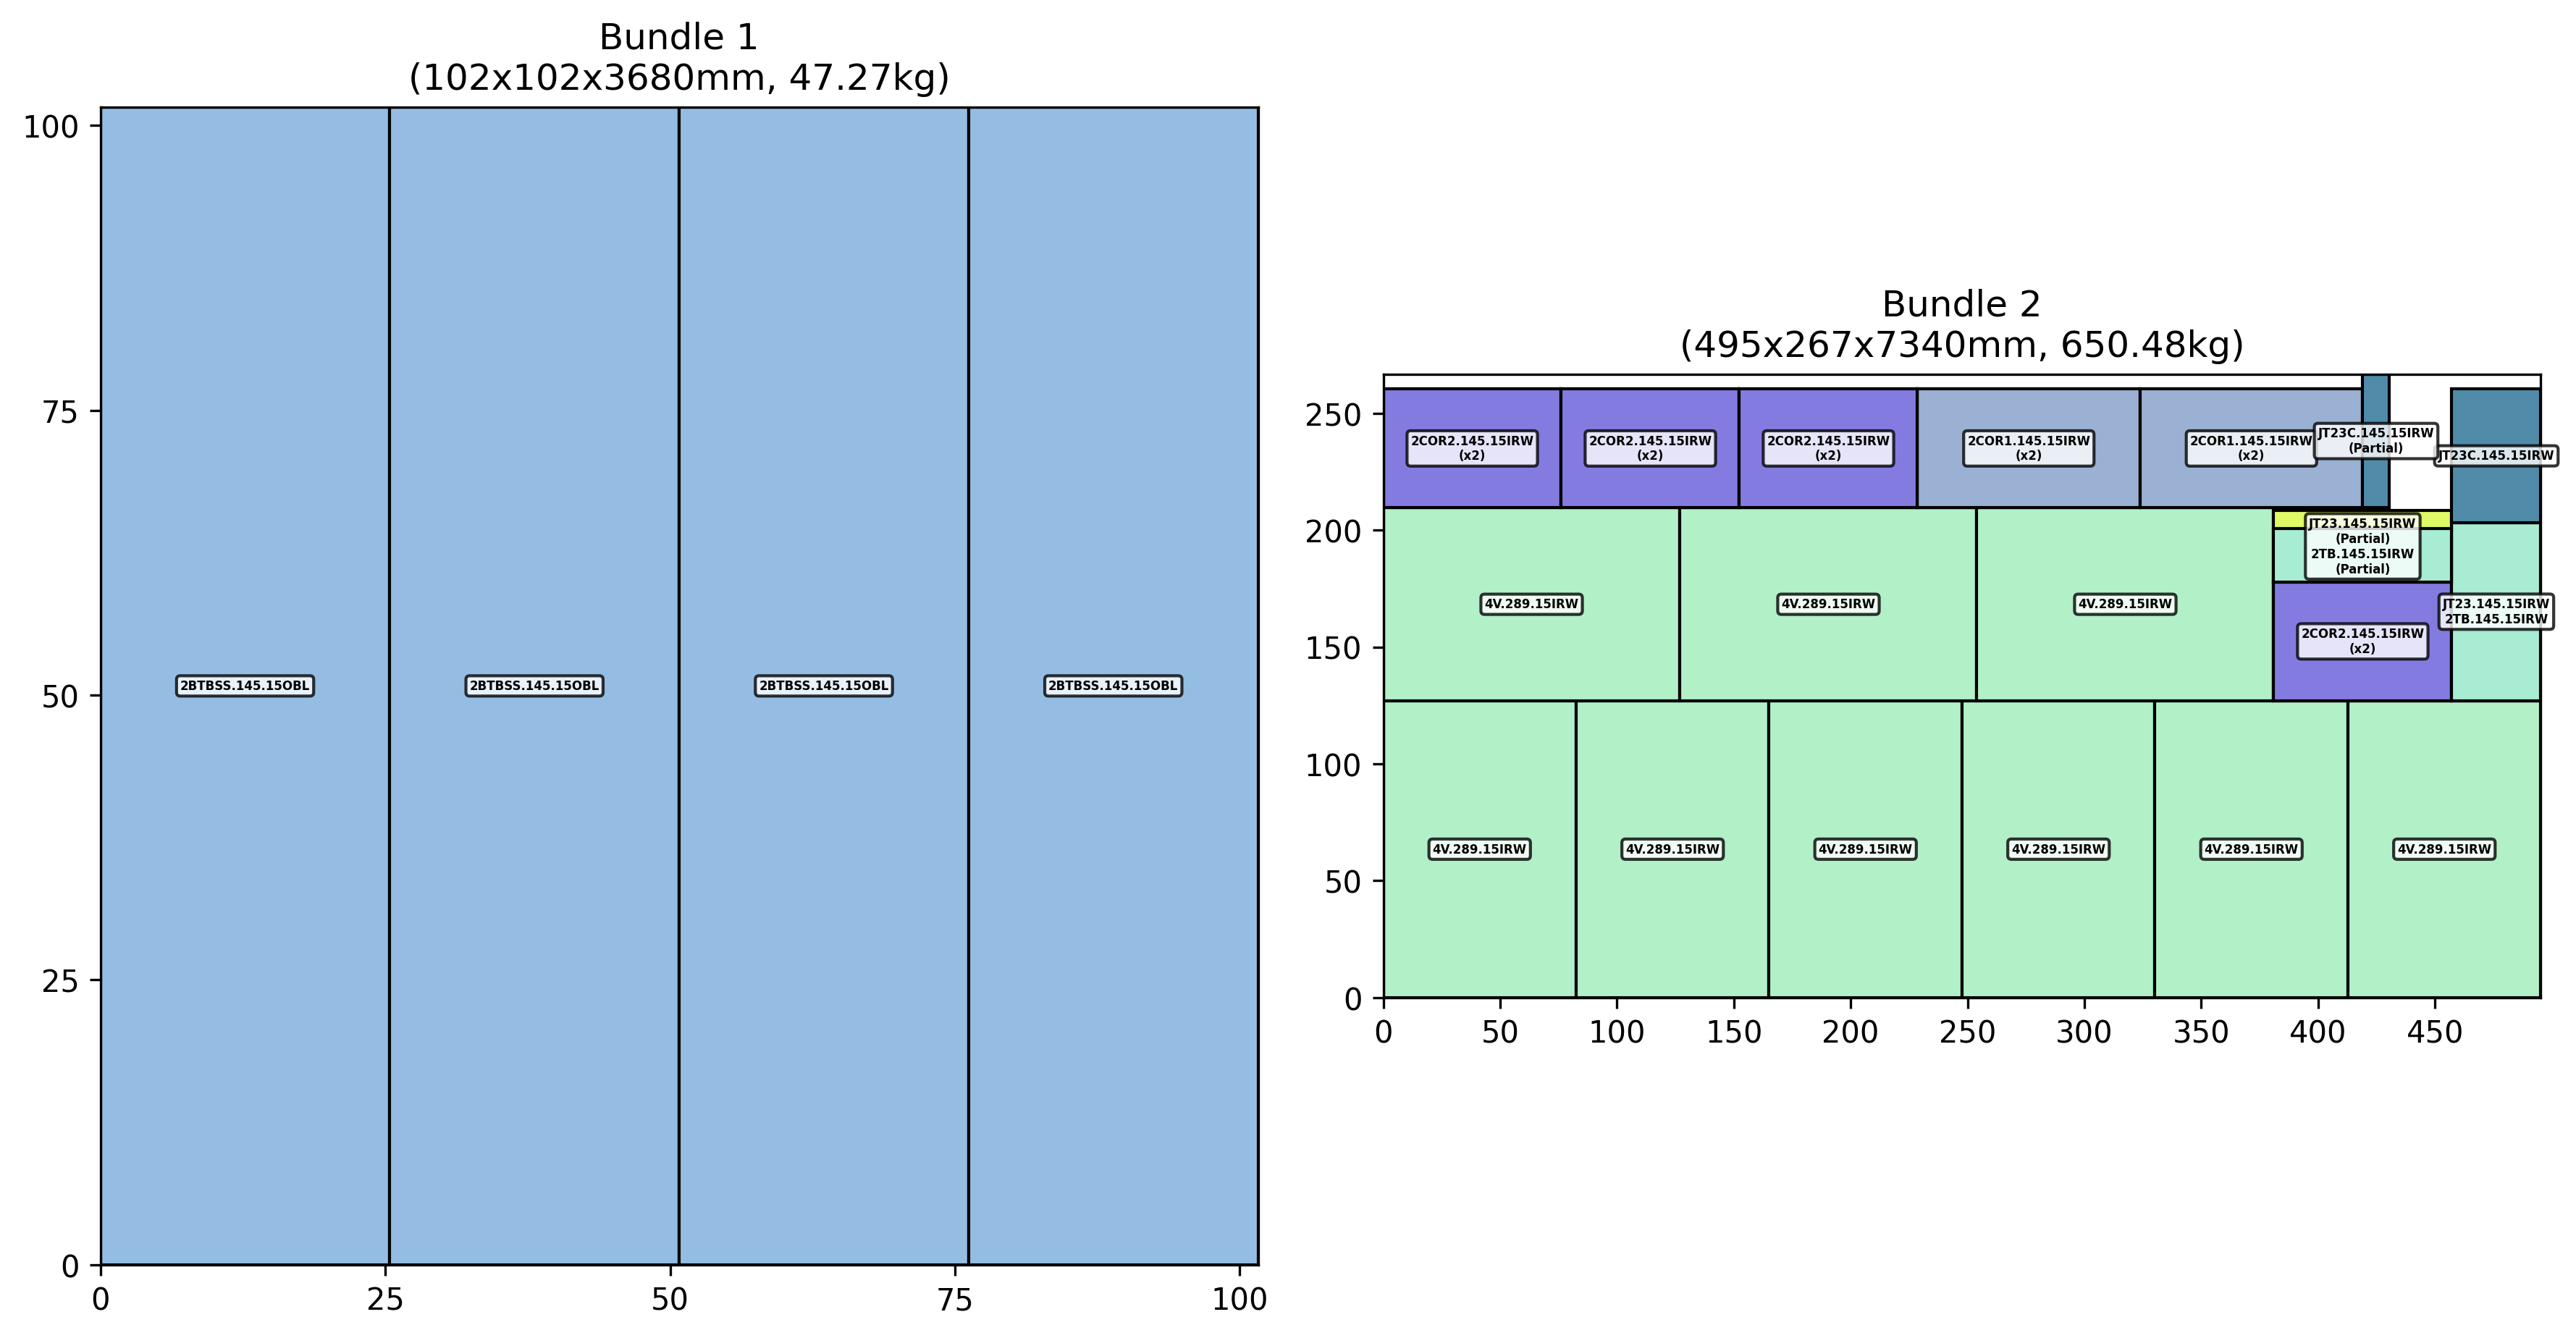 Bundle 1
(102x102x3680mm, 47.27kg)
100
75
50
25
0
2BTBSS.145.15OBL
2BTBSS.145.15OBL
2BTBSS.145.15OBL
2BTBSS.145.15OBL
0
25
50
75
100
Bundle 2
(495x267x7340mm, 650.48kg)
250
200
150
100
50
0
2COR2.145.15IRW
(x2)
2COR2.145.15IRW
(x2)
2COR2.145.15IRW
(x2)
2COR1.145.15IRW
(x2)
2COR1.145.15IRW
(x2)
JT23C.145.15IRW
(Partial)
JT23C.145.15IRW
4V.289.15IRW
4V.289.15IRW
4V.289.15IRW
JT23.145.15IRW
(Partial)
2TB.145.15IRW
(Partial)
2COR2.145.15IRW
(x2)
JT23.145.15IRW
2TB.145.15IRW
4V.289.15IRW
4V.289.15IRW
4V.289.15IRW
4V.289.15IRW
4V.289.15IRW
4V.289.15IRW
0
50
100
150
200
250
300
350
400
450